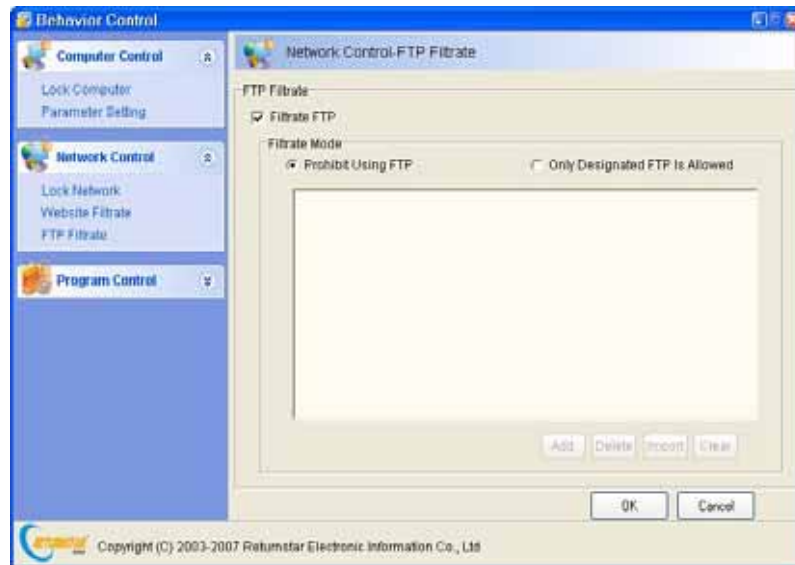 Behavior Control
Computer Control
Lock Computer
Parameter Setting
Network Control
Lock Network
Website Filtrate
FTP Filtrate
Program Control
Network Control-FTP Filtrate
FTP Filtrate
Filtrate FTP
Filtrate Mode
Prohibit Using FTP
Only Designated FTP Is Allowed
Add
Delete
Import
Clear
OK
Cancel
Copyright (C) 2003-2007 Returnstar Electronic Information Co., Ltd